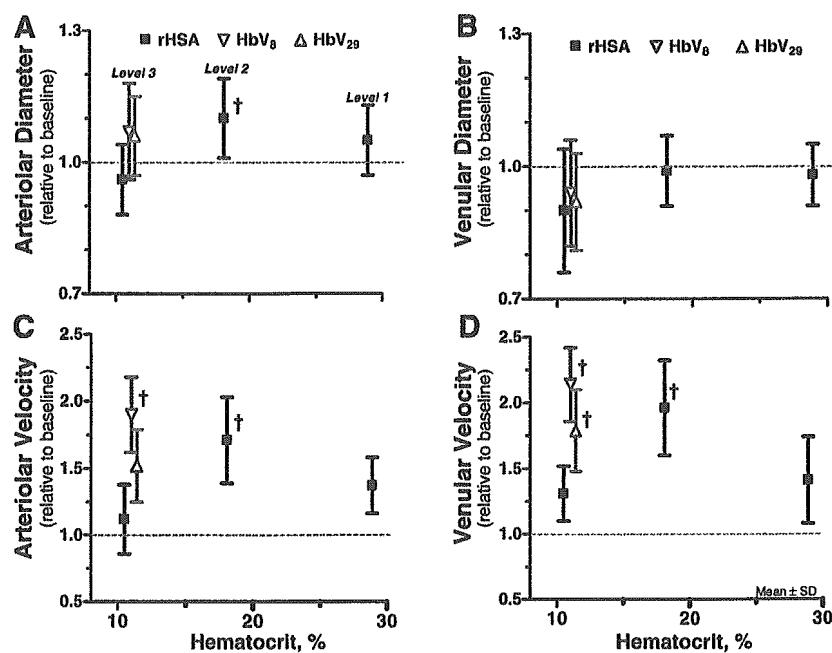 A
B
rHSA HbV8 HbV29
rHSA HbV8 HbV29
Level 3
Level 2
Level 1
†
Arteriolar Diameter
(relative to baseline)
Venular Diameter
(relative to baseline)
1.3
1.0
0.7
1.3
1.0
0.7
C
D
Arteriolar Velocity
(relative to baseline)
Venular Velocity
(relative to baseline)
2.5
2.0
1.5
1.0
0.5
2.5
2.0
1.5
1.0
0.5
†
†
†
†
†
Mean ± SD
10 20 30
10 20 30
Hematocrit, %
Hematocrit, %